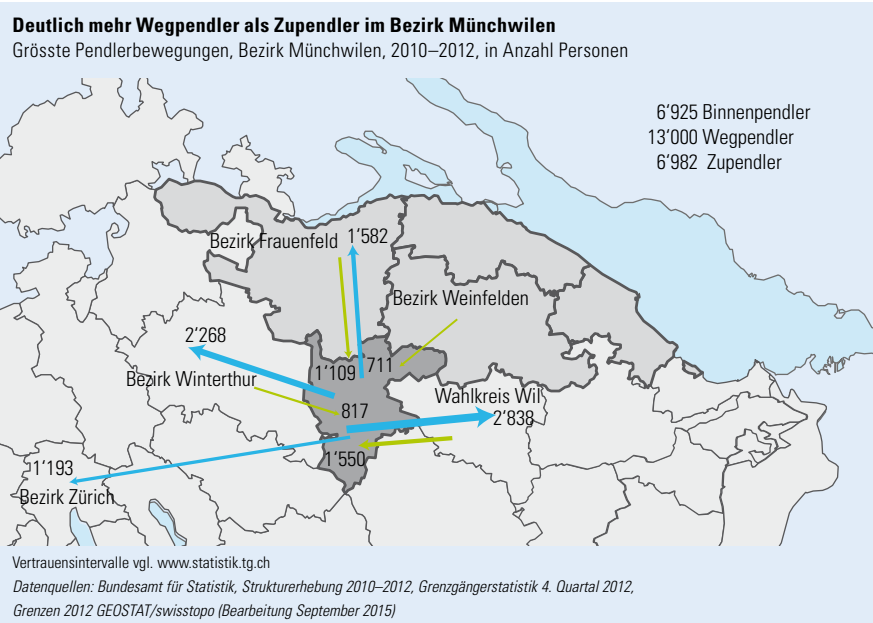 Deutlich mehr Wegpendler als Zupendler im Bezirk Münchwilen
Grösste Pendlerbewegungen, Bezirk Münchwilen, 2010–2012, in Anzahl Personen
6’925 Binnenpendler
13’000 Wegpendler
6’982 Zupendler
Bezirk Frauenfeld 1’582
Bezirk Weinfelden
2’268
1’109
711
Bezirk Winterthur
Wahlkreis Wil
817
2’838
1’550
1’193
Bezirk Zürich
Vertrauensintervalle vgl. www.statistik.tg.ch
Datenquellen: Bundesamt für Statistik, Strukturerhebung 2010–2012, Grenzgängerstatistik 4. Quartal 2012,
Grenzen 2012 GEOSTAT/swisstopo (Bearbeitung September 2015)